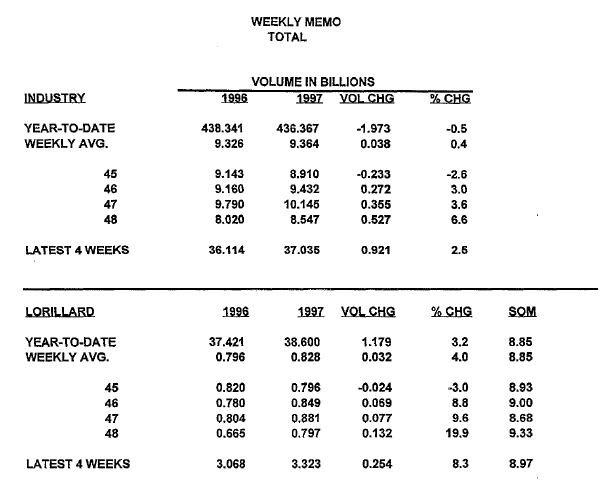 WEEKLY MEMO
TOTAL
VOLUME IN BILLIONS
INDUSTRY 1996 1997 VOL CHG % CHG
YEAR-TO-DATE 438.341 436.367 -1.973 -0.5
WEEKLY AVG. 9.326 9.364 0.038 0.4
45 9.143 8.910 -0.233 -2.6
46 9.160 9.432 0.272 3.0
47 9.790 10.145 0.355 3.6
48 8.020 8.547 0.527 6.6
LATEST 4 WEEKS 36.114 37.035 0.921 2.5
LORILLARD 1996 1997 VOL CHG % CHG SOM
YEAR-TO-DATE 37.421 38.600 1.179 3.2 8.85
WEEKLY AVG. 0.796 0.828 0.032 4.0 8.85
45 0.820 0.796 -0.024 -3.0 8.93
46 0.780 0.849 0.069 8.8 9.00
47 0.804 0.881 0.077 9.6 8.68
48 0.665 0.797 0.132 19.9 9.33
LATEST 4 WEEKS 3.068 3.323 0.254 8.3 8.97